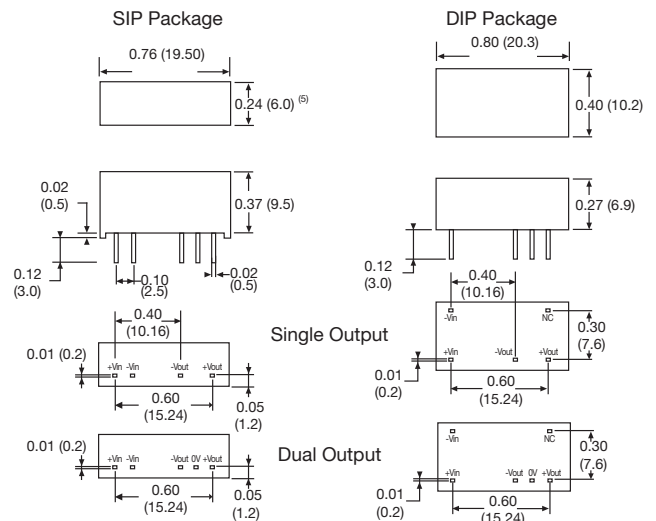 SIP Package
DIP Package
0.76 (19.50)
0.80 (20.3)
0.24 (6.0) (5)
0.40 (10.2)
0.02
(0.5)
0.37 (9.5)
0.27 (6.9)
0.12
(3.0)
0.10
(2.5)
0.02
(0.5)
0.12
(3.0)
0.40
(10.16)
0.40
(10.16)
Single Output
-Vin
NC
0.30
(7.6)
0.01 (0.2)
+Vin
-Vin
-Vout
+Vout
+Vin
-Vout
+Vout
0.60
(15.24)
0.05
(1.2)
0.01
(0.2)
0.60
(15.24)
Dual Output
-Vin
NC
0.30
(7.6)
0.01 (0.2)
+Vin
-Vin
-Vout
0V
+Vout
+Vin
-Vout
0V
+Vout
0.60
(15.24)
0.05
(1.2)
0.01
(0.2)
0.60
(15.24)